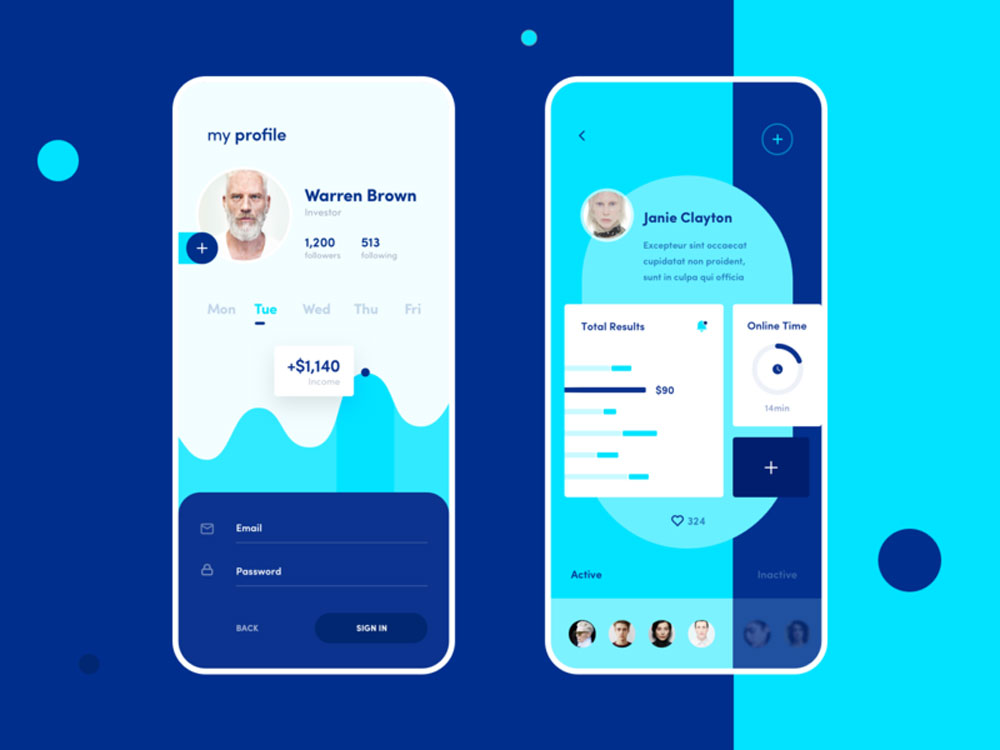 my profile
Warren Brown
Investor
1,200 513
followers following
Mon Tue Wed Thu Fri
+$1,140
Income
Email
Password
BACK SIGN IN
Janie Clayton
Excepteur sint occaecat
cupidatat non proident,
sunt in culpa qui officia
Total Results
$90
Online Time
14min
324
Active Inactive